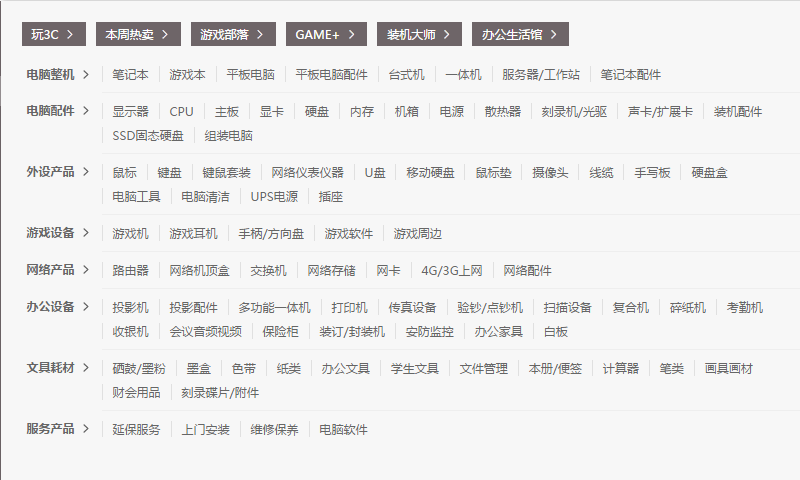 玩3C > 本周热卖 > 游戏部落 > GAME+ > 装机大师 > 办公生活馆 >
电脑整机 > 笔记本 游戏本 平板电脑 平板电脑配件 台式机 一体机 服务器/工作站 笔记本配件
电脑配件 > 显示器 CPU 主板 显卡 硬盘 内存 机箱 电源 散热器 刻录机/光驱 声卡/扩展卡 装机配件
SSD固态硬盘 组装电脑
外设产品 > 鼠标 键盘 键鼠套装 网络仪表仪器 U盘 移动硬盘 鼠标垫 摄像头 线缆 手写板 硬盘盒
电脑工具 电脑清洁 UPS电源 插座
游戏设备 > 游戏机 游戏耳机 手柄/方向盘 游戏软件 游戏周边
网络产品 > 路由器 网络机顶盒 交换机 网络存储 网卡 4G/3G上网 网络配件
办公设备 > 投影机 投影配件 多功能一体机 打印机 传真设备 验钞/点钞机 扫描设备 复合机 碎纸机 考勤机
收银机 会议音频视频 保险柜 装订/封装机 安防监控 办公家具 白板
文具耗材 > 硒鼓/墨粉 墨盒 色带 纸类 办公文具 学生文具 文件管理 本册/便签 计算器 笔类 画具画材
财会用品 刻录碟片/附件
服务产品 > 延保服务 上门安装 维修保养 电脑软件